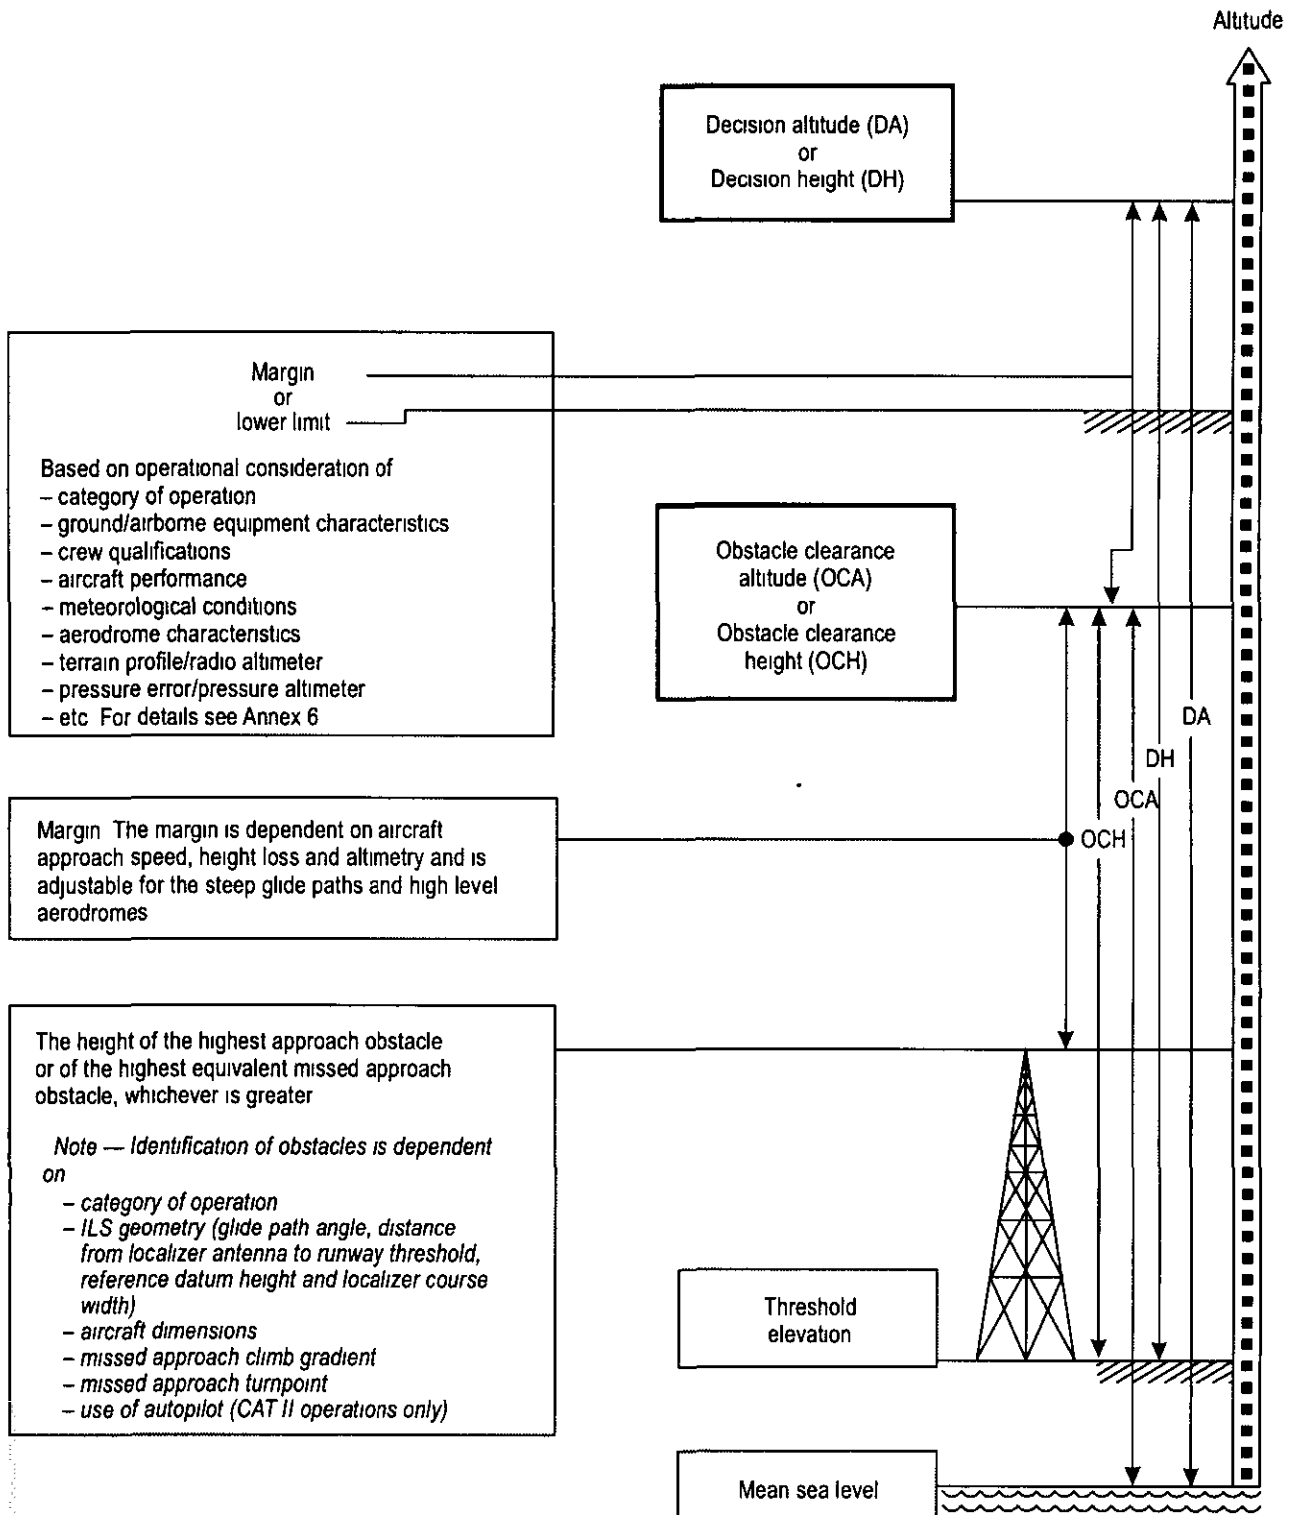 Altitude
Decision altitude (DA)
or
Decision height (DH)
Margin
or
lower limit
Based on operational consideration of
– category of operation
– ground/airborne equipment characteristics
– crew qualifications
– aircraft performance
– meteorological conditions
– aerodrome characteristics
– terrain profile/radio altimeter
– pressure error/pressure altimeter
– etc For details see Annex 6
Obstacle clearance
altitude (OCA)
or
Obstacle clearance
height (OCH)
DA
DH
OCA
OCH
Margin The margin is dependent on aircraft
approach speed, height loss and altimetry and is
adjustable for the steep glide paths and high level
aerodromes
The height of the highest approach obstacle
or of the highest equivalent missed approach
obstacle, whichever is greater
Note — Identification of obstacles is dependent
on
– category of operation
– ILS geometry (glide path angle, distance
from localizer antenna to runway threshold,
reference datum height and localizer course
width)
– aircraft dimensions
– missed approach climb gradient
– missed approach turnpoint
– use of autopilot (CAT II operations only)
Threshold
elevation
Mean sea level